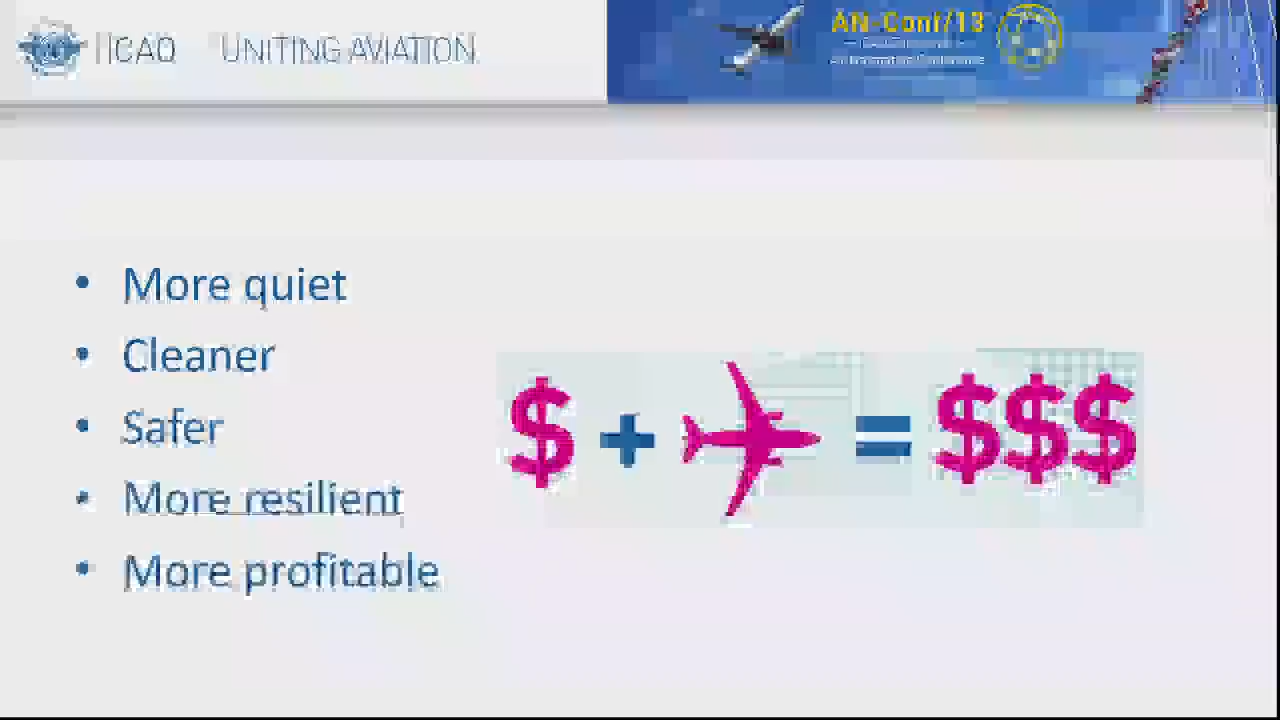 ICAO UNITING AVIATION
AN-Conf/13
• More quiet
• Cleaner
• Safer
• More resilient
• More profitable
$ + = $$$